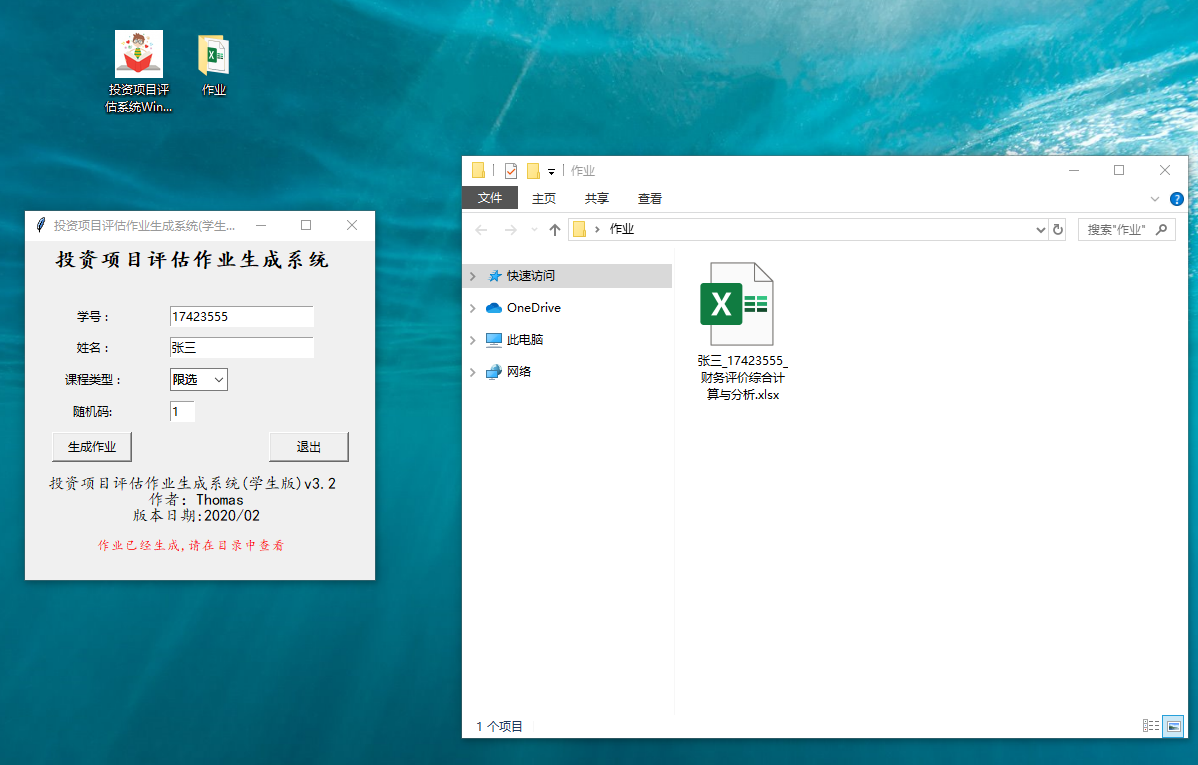 投资项目评
估系统Win...
作业
投资项目评估作业生成系统(学生...
投资项目评估作业生成系统
学号：
17423555
姓名：
张三
课程类型：
限选
随机码:
1
生成作业
退出
投资项目评估作业生成系统(学生版)v3.2
作者: Thomas
版本日期:2020/02
作业已经生成,请在目录中查看
作业
文件
主页
共享
查看
作业
搜索"作业"
快速访问
OneDrive
此电脑
网络
张三_17423555_
财务评价综合计
算与分析.xlsx
1 个项目